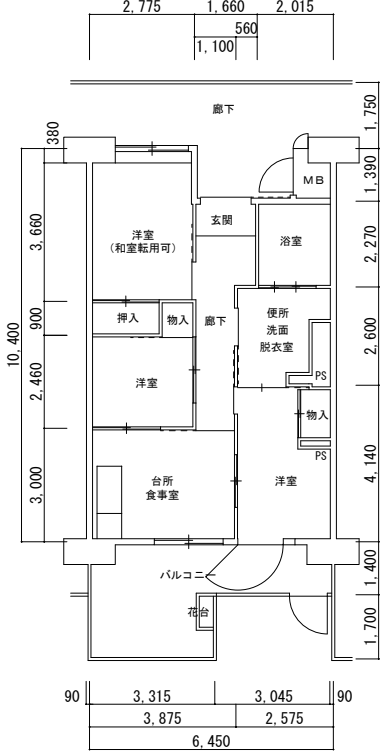 2,775
1,660
2,015
560
1,100
廊下
1,750
380
1,390
MB
洋室
(和室転用可)
玄関
浴室
3,660
2,270
10,400
押入
物入
廊下
便所
洗面
脱衣室
900
2,600
PS
洋室
2,460
物入
PS
台所
食事室
洋室
3,000
4,140
バルコニー
1,400
花台
1,700
90
3,315
3,045
90
3,875
2,575
6,450